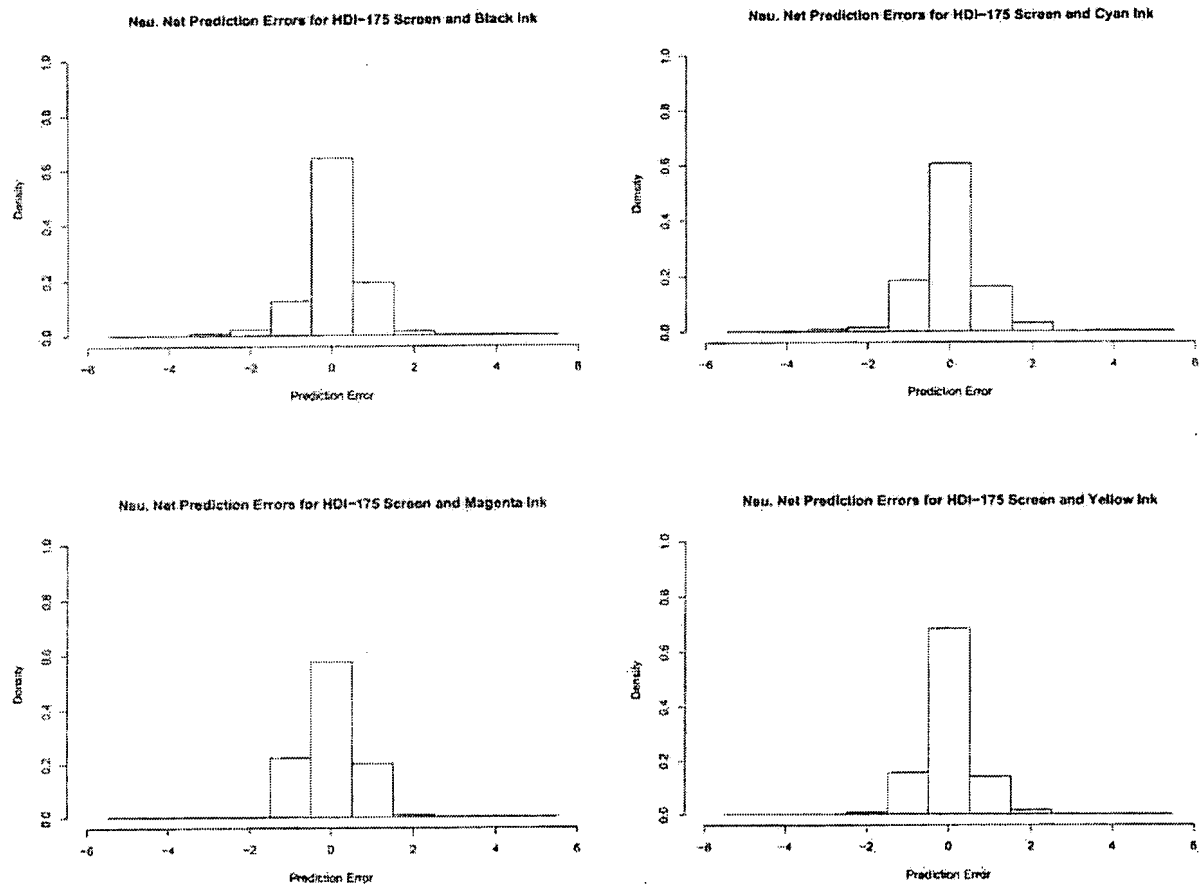 Neu. Net Prediction Errors for HDI-175 Screen and Black Ink
Density
0.0 0.2 0.4 0.6 0.8 1.0
-6 -4 -2 0 2 4 6
Prediction Error
Neu. Net Prediction Errors for HDI-175 Screen and Cyan Ink
Density
0.0 0.2 0.4 0.6 0.8 1.0
-6 -4 -2 0 2 4 6
Prediction Error
Neu. Net Prediction Errors for HDI-175 Screen and Magenta Ink
Density
0.0 0.2 0.4 0.6 0.8 1.0
-6 -4 -2 0 2 4 6
Prediction Error
Neu. Net Prediction Errors for HDI-175 Screen and Yellow Ink
Density
0.0 0.2 0.4 0.6 0.8 1.0
-6 -4 -2 0 2 4 6
Prediction Error